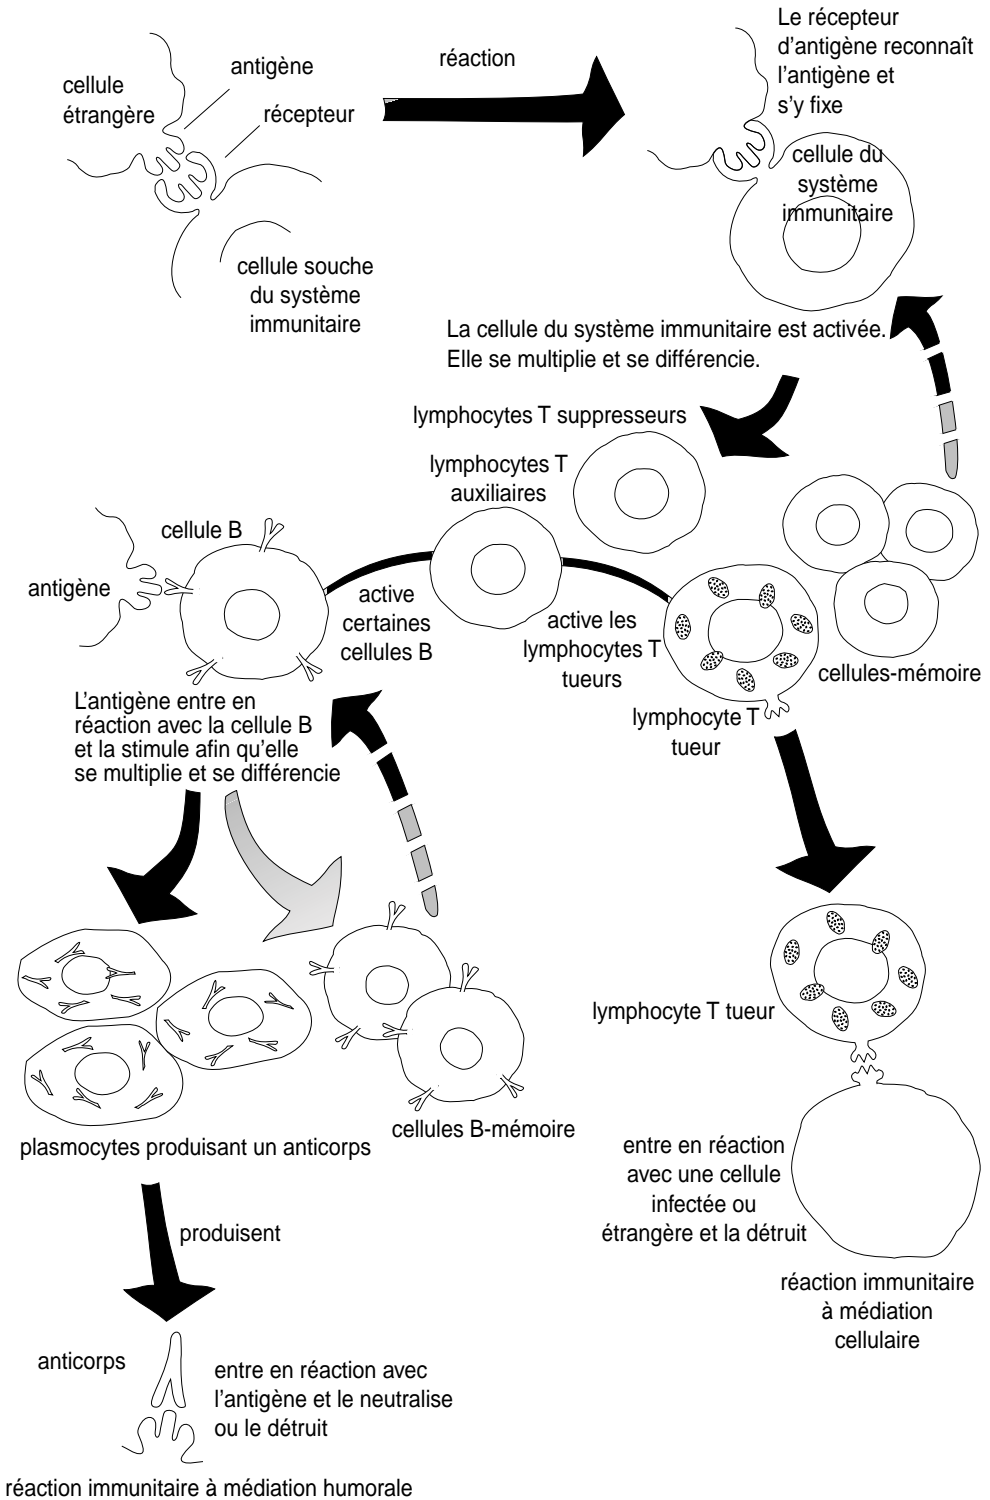 cellule
étrangère
antigène
récepteur
réaction
Le récepteur
d'antigène reconnaît
l'antigène et
s'y fixe
cellule du
système
immunitaire
cellule souche
du système
immunitaire
La cellule du système immunitaire est activée.
Elle se multiplie et se différencie.
lymphocytes T suppresseurs
lymphocytes T
auxiliaires
cellule B
antigène
active
certaines
cellules B
active les
lymphocytes T
tueurs
cellules-mémoire
lymphocyte T
tueur
L'antigène entre en
réaction avec la cellule B
et la stimule afin qu'elle
se multiplie et se différencie
lymphocyte T tueur
plasmocytes produisant un anticorps
cellules B-mémoire
entre en réaction
avec une cellule
infectée ou
étrangère et la détruit
produisent
réaction immunitaire
à médiation
cellulaire
anticorps
entre en réaction avec
l'antigène et le neutralise
ou le détruit
réaction immunitaire à médiation humorale